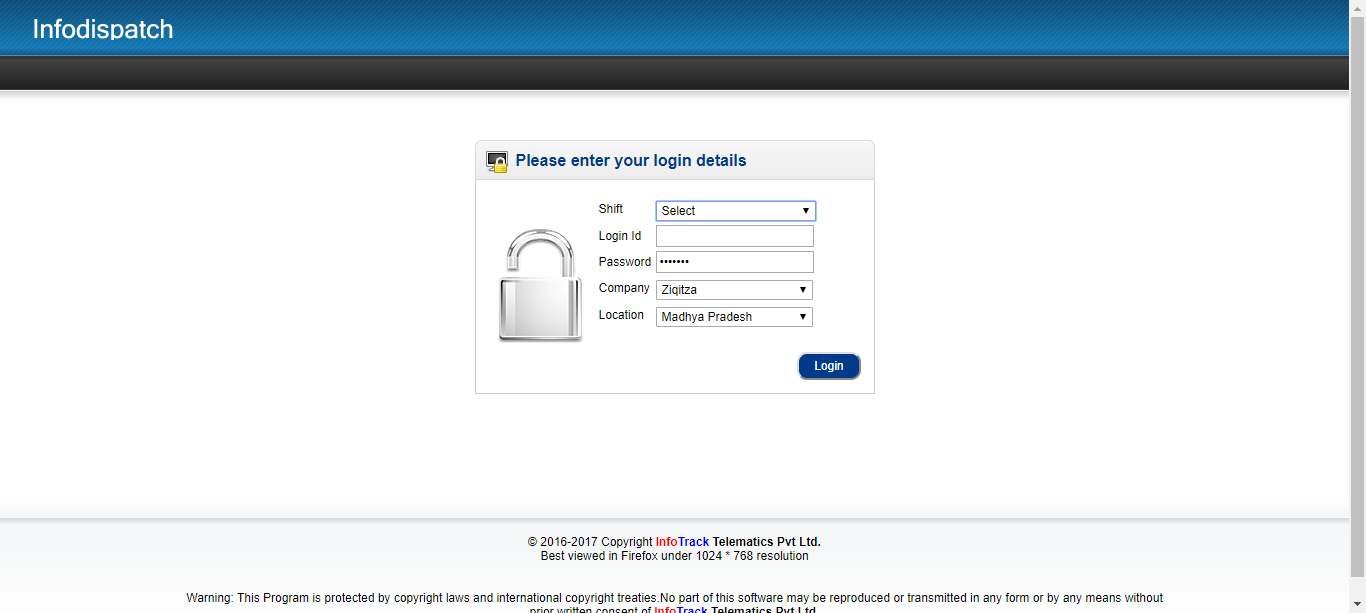 Infodispatch
Please enter your login details
Shift
Select
Login Id
Password •••••••
Company
Ziqitza
Location
Madhya Pradesh
Login
© 2016-2017 Copyright InfoTrack Telematics Pvt Ltd.
Best viewed in Firefox under 1024 * 768 resolution
Warning: This Program is protected by copyright laws and international copyright treaties.No part of this software may be reproduced or transmitted in any form or by any means without
prior written consent of InfoTrack Telematics Pvt Ltd.